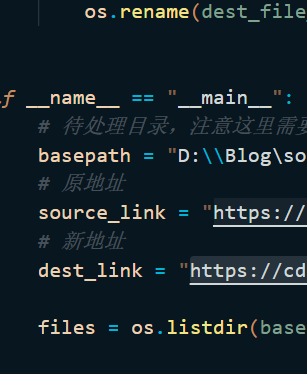 os.rename(dest_file
f __name__ == "__main__":
# 待处理目录，注意这里需要
basepath = "D:\\Blog\so
# 原地址
source_link = "https://
# 新地址
dest_link = "https://cd
files = os.listdir(base